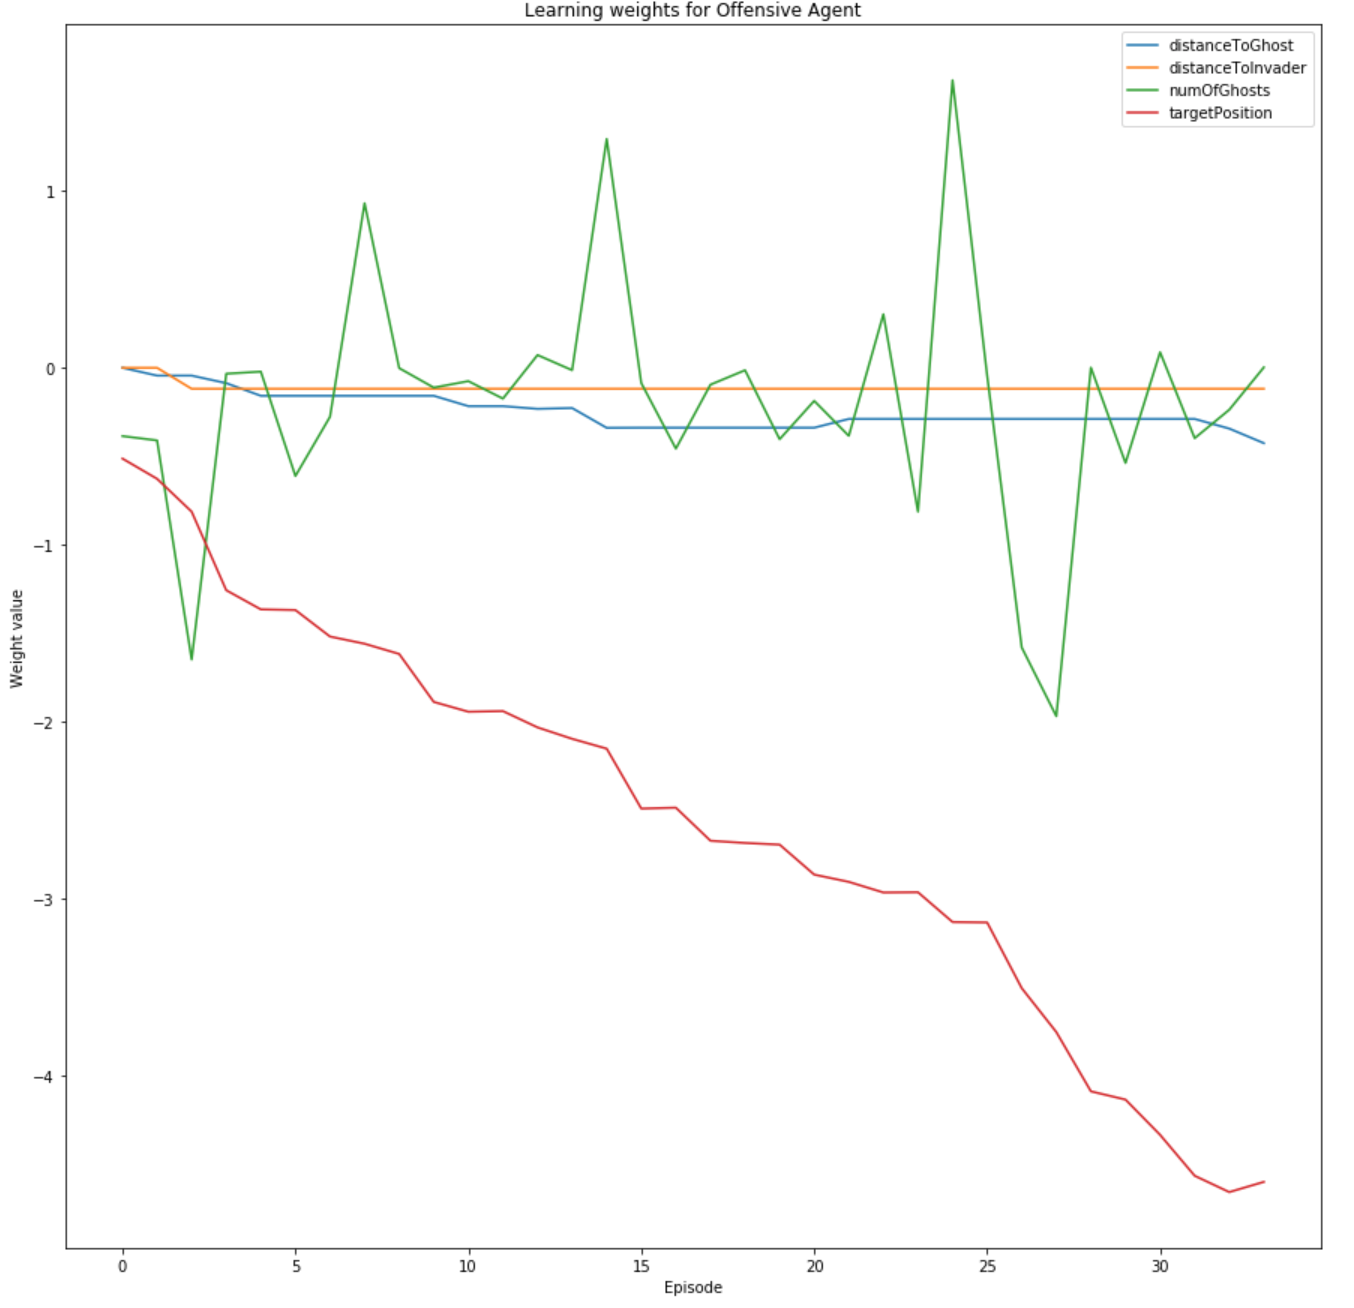 Learning weights for Offensive Agent
distanceToGhost
distanceToInvader
numOfGhosts
targetPosition
1
0
−1
−2
−3
−4
Weight value
0 5 10 15 20 25 30
Episode